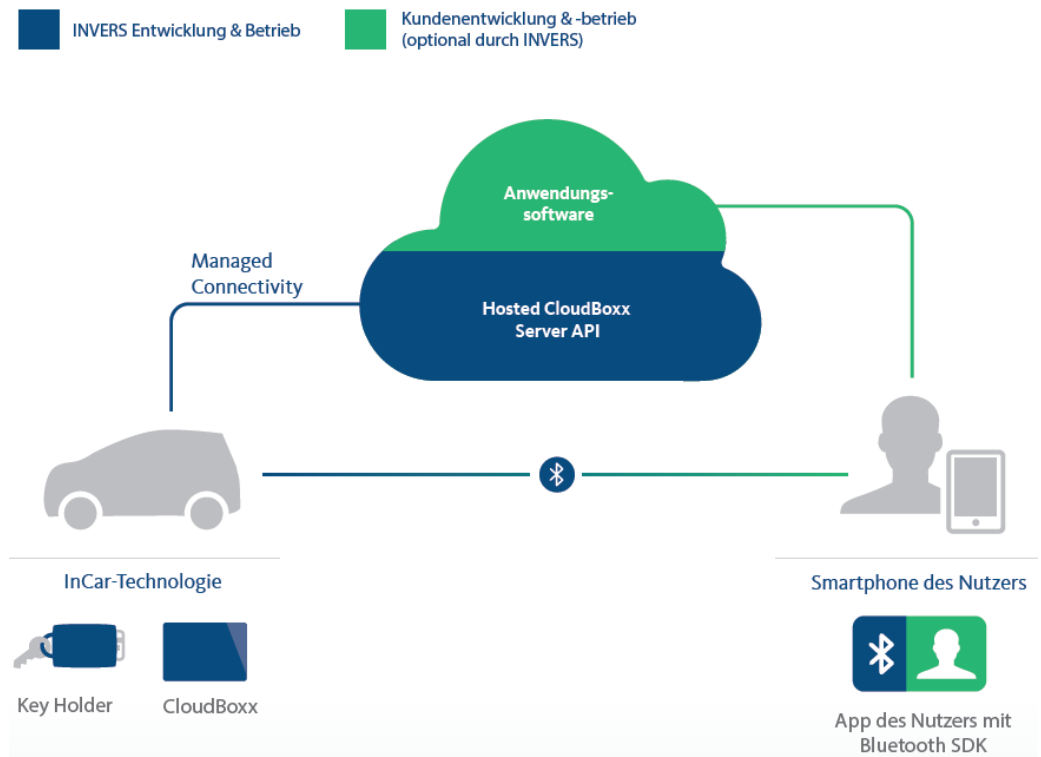 INVERS Entwicklung & Betrieb
Kundenentwicklung & -betrieb
(optional durch INVERS)
Anwendungs-
software
Managed
Connectivity
Hosted CloudBoxx
Server API
InCar-Technologie
Smartphone des Nutzers
Key Holder
CloudBoxx
App des Nutzers mit
Bluetooth SDK